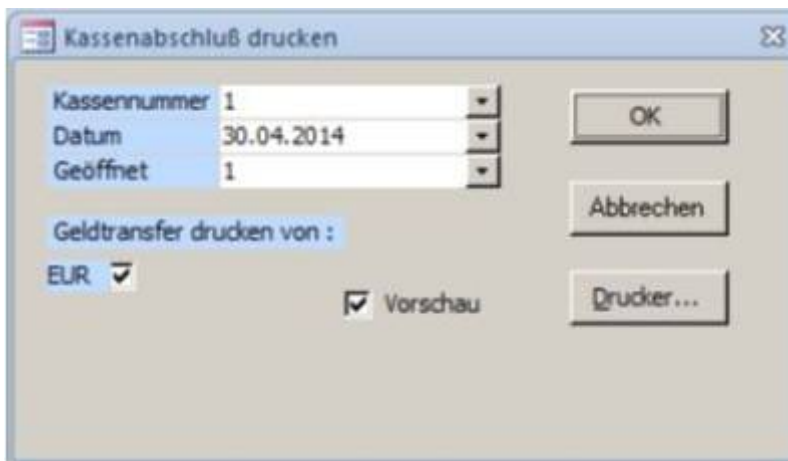 Kassenabschluß drucken
Kassennummer 1
Datum 30.04.2014
Geöffnet 1
Geldtransfer drucken von :
EUR
Vorschau
OK
Abbrechen
Drucker...